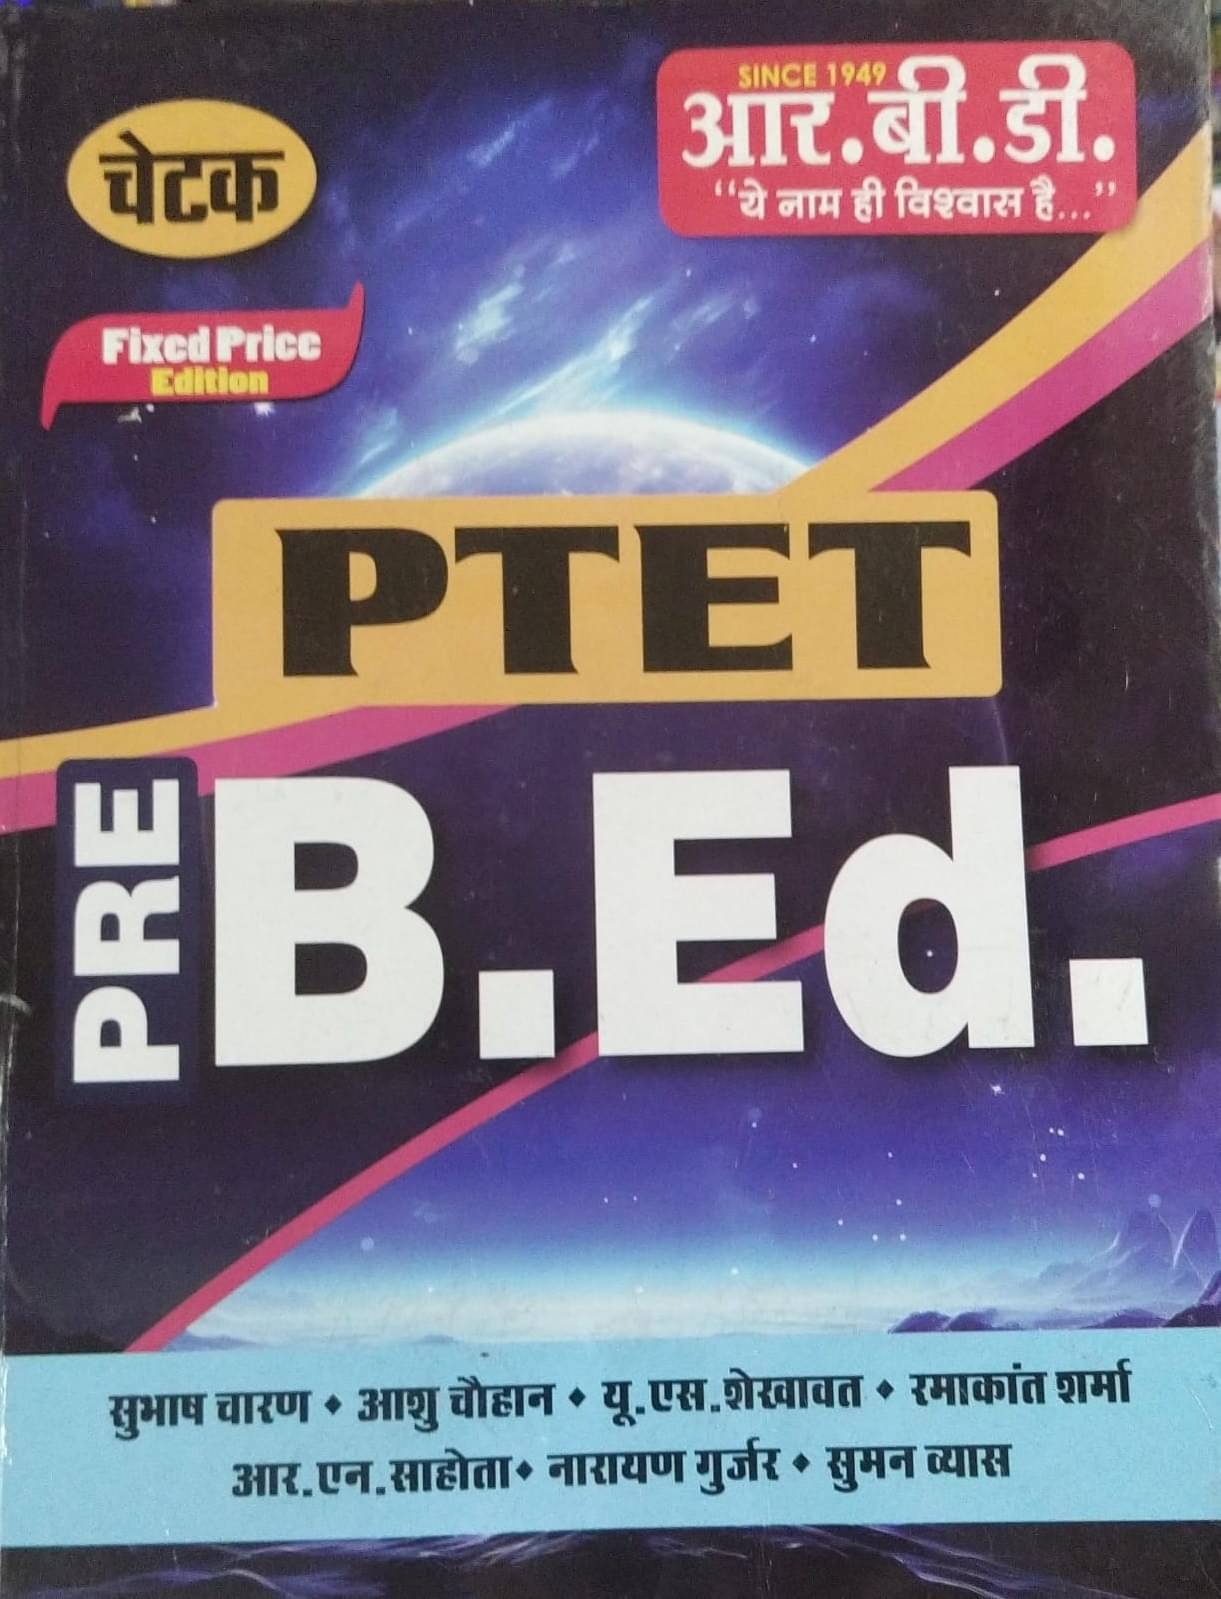 SINCE 1949
चेटक
आर.बी.डी.
“ये नाम ही विश्वास है...”
Fixed Price
Edition
PTET
PRE
B.Ed.
सुभाष चारण ◆ आशु चौहान ◆ यू.एस.शेखावत ◆ रमाकांत शर्मा
आर.एन.साहोता ◆ नारायण गुर्जर ◆ सुमन व्यास